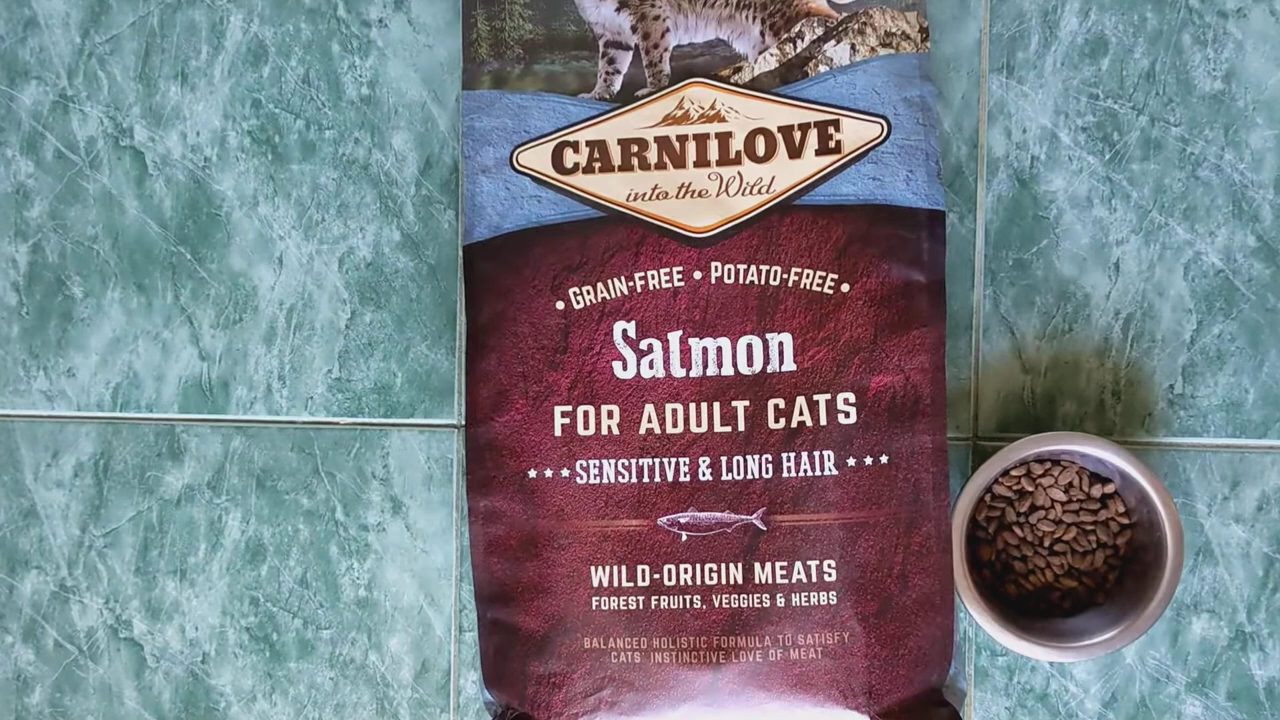 CARNILOVE
into the Wild
• GRAIN-FREE • POTATO-FREE •
Salmon
FOR ADULT CATS
★★★ SENSITIVE & LONG HAIR ★★★
WILD-ORIGIN MEATS
FOREST FRUITS, VEGGIES & HERBS
BALANCED HOLISTIC FORMULA TO SATISFY
CATS' INSTINCTIVE LOVE OF MEAT